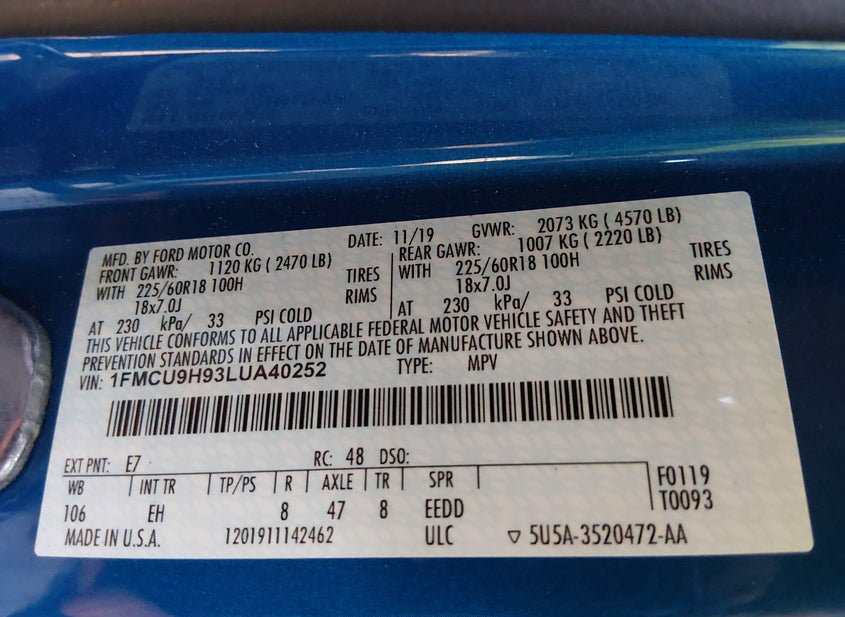 MFD. BY FORD MOTOR CO. DATE: 11/19 GVWR: 2073 KG ( 4570 LB)
FRONT GAWR: 1120 KG ( 2470 LB) REAR GAWR: 1007 KG ( 2220 LB)
WITH 225/60R18 100H TIRES WITH 225/60R18 100H TIRES
18x7.0J RIMS 18x7.0J RIMS
AT 230 kPa/ 33 PSI COLD AT 230 kPa/ 33 PSI COLD
THIS VEHICLE CONFORMS TO ALL APPLICABLE FEDERAL MOTOR VEHICLE SAFETY AND THEFT
PREVENTION STANDARDS IN EFFECT ON THE DATE OF MANUFACTURE SHOWN ABOVE.
VIN: 1FMCU9H93LUA40252 TYPE: MPV
EXT PNT: E7 RC: 48 DSO:
WB INT TR TP/PS R AXLE TR SPR F0119
106 EH 8 47 8 EEDD T0093
MADE IN U.S.A. 1201911142462 ULC ▽ 5U5A-3520472-AA